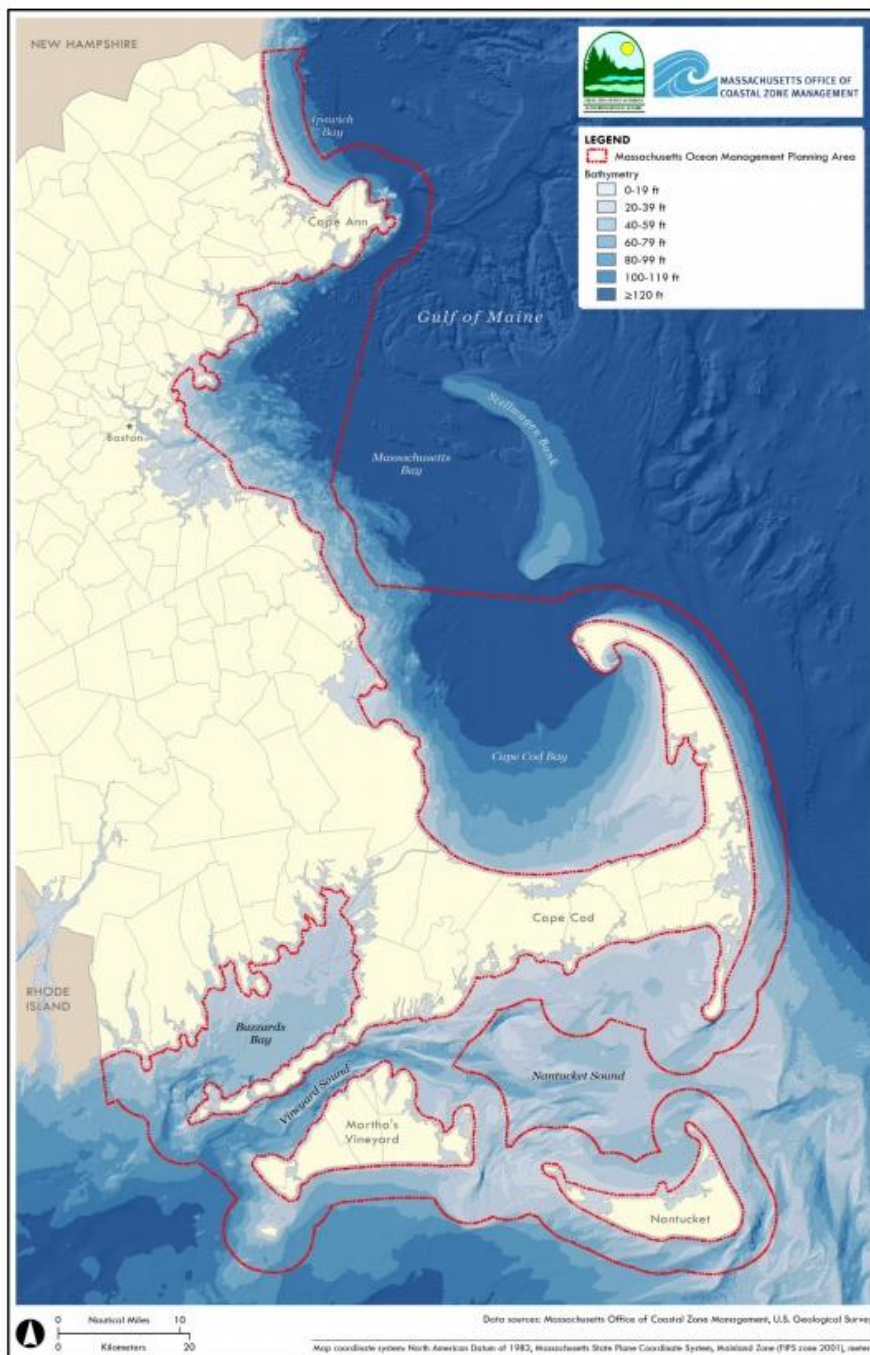 NEW HAMPSHIRE
MASSACHUSETTS OFFICE OF
COASTAL ZONE MANAGEMENT
LEGEND
Massachusetts Ocean Management Planning Area
Bathymetry
0-19 ft
20-39 ft
40-59 ft
60-79 ft
80-99 ft
100-119 ft
≥120 ft
Ipswich
Bay
Cape Ann
Gulf of Maine
Stellwagen Bank
Boston
Massachusetts
Bay
Cape Cod Bay
Cape Cod
RHODE
ISLAND
Buzzards
Bay
Vineyard Sound
Nantucket Sound
Martha's
Vineyard
Nantucket
0 Nautical Miles 10
0 Kilometers 20
Data sources: Massachusetts Office of Coastal Zone Management, U.S. Geological Survey
Map coordinate system: North American Datum of 1983, Massachusetts State Plane Coordinate System, Mainland Zone (FIPS zone 2001), meter